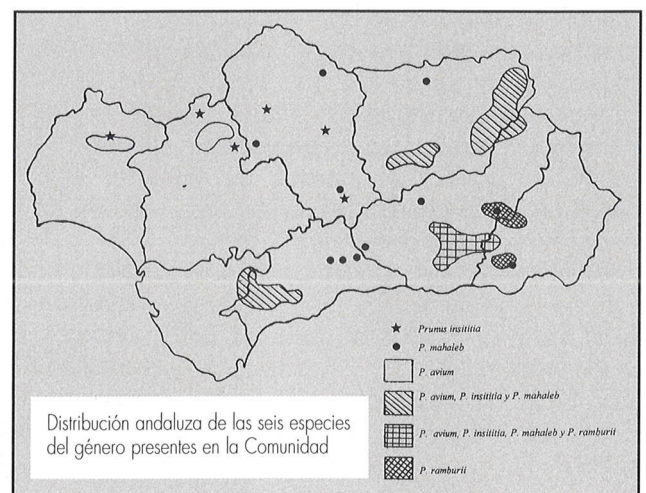 Prunus insititia
P. mahaleb
P. avium
P. avium, P. insititia y P. mahaleb
P. avium, P. insititia, P. mahaleb y P. ramburii
P. ramburii
Distribución andaluza de las seis especies
del género presentes en la Comunidad